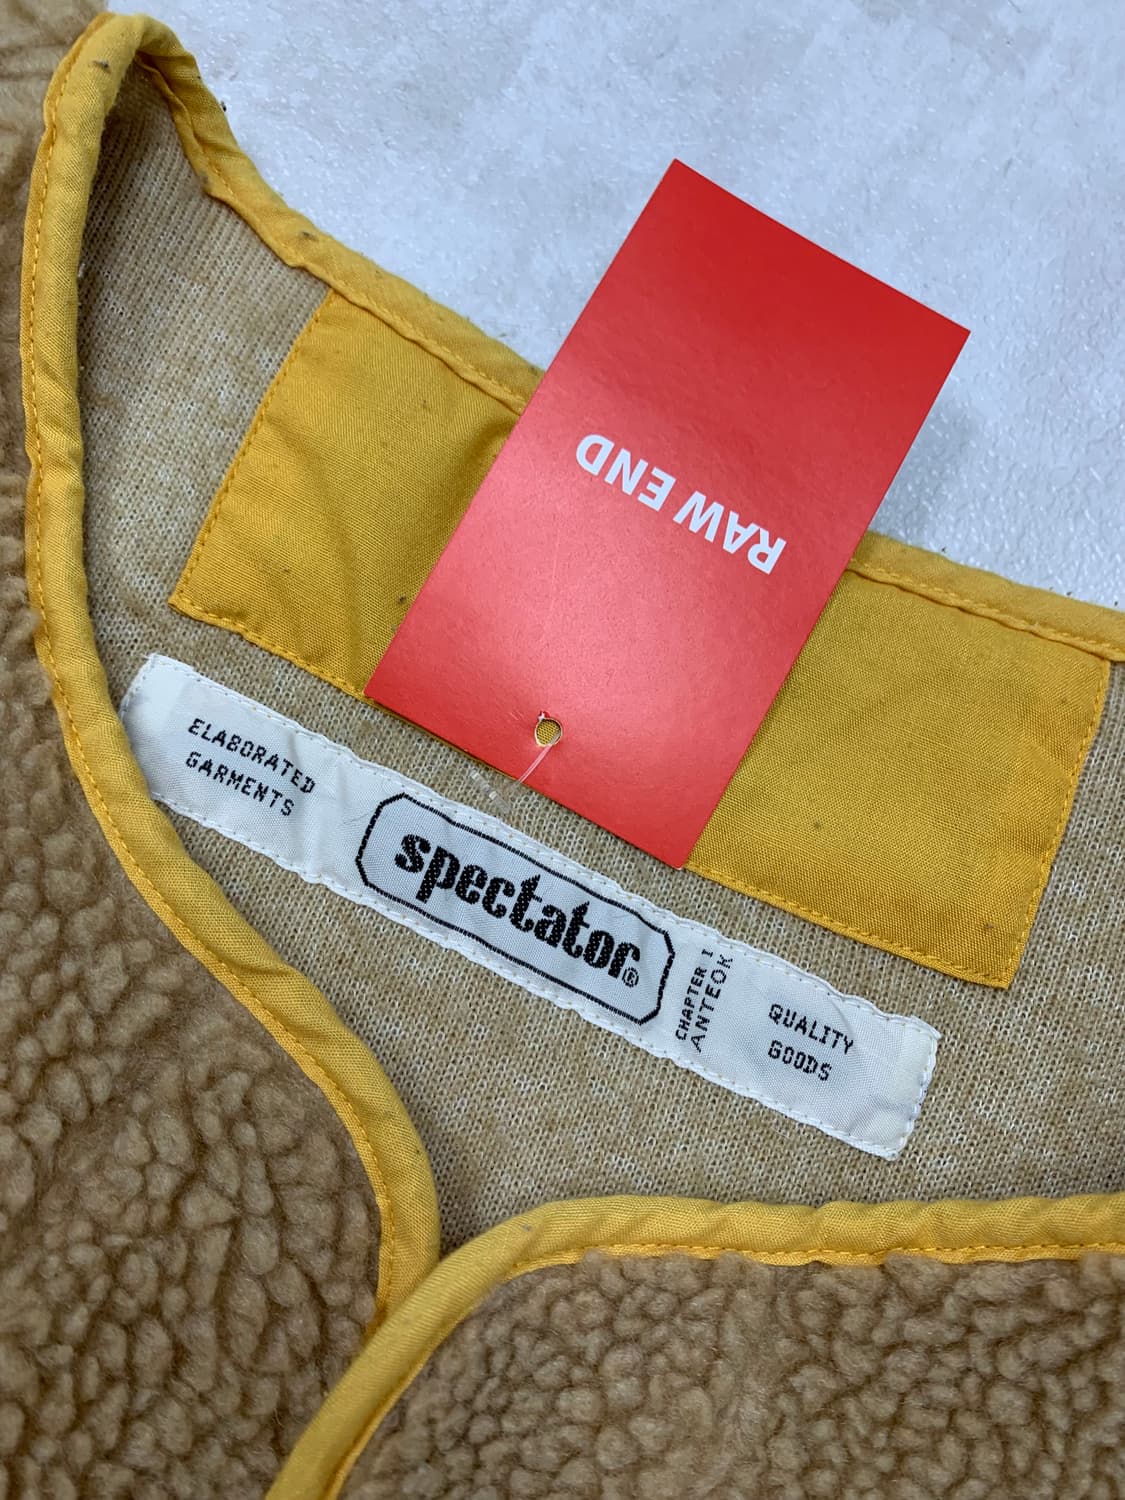 RAW END
ELABORATED
GARMENTS
spectator®
CHAPTER I
ANTEOK
QUALITY
GOODS